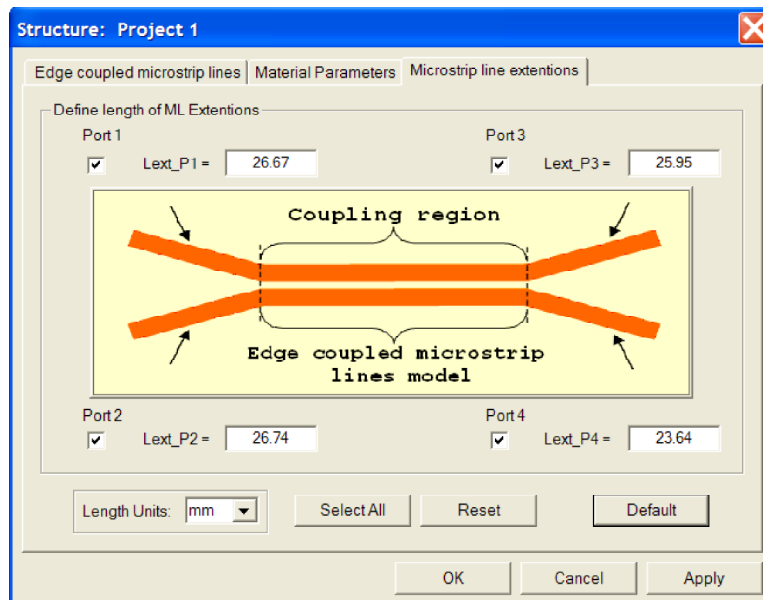 Structure: Project 1
Edge coupled microstrip lines Material Parameters Microstrip line extentions
Define length of ML Extentions
Port 1 Port 3
Lext_P1 = 26.67 Lext_P3 = 25.95
Coupling region
Edge coupled microstrip
lines model
Port 2 Port 4
Lext_P2 = 26.74 Lext_P4 = 23.64
Length Units: mm Select All Reset Default
OK Cancel Apply